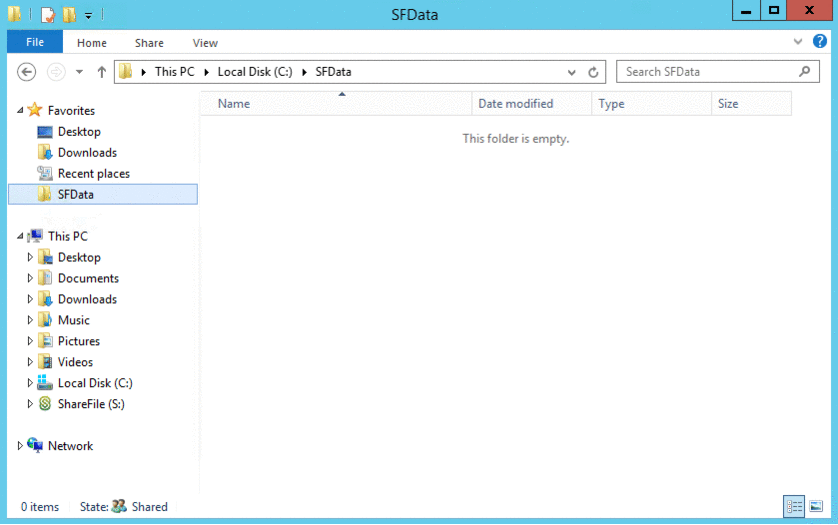 SFData
File Home Share View
This PC Local Disk (C:) SFData Search SFData
Name Date modified Type Size
This folder is empty.
Favorites
Desktop
Downloads
Recent places
SFData
This PC
Desktop
Documents
Downloads
Music
Pictures
Videos
Local Disk (C:)
ShareFile (S:)
Network
0 items State: Shared